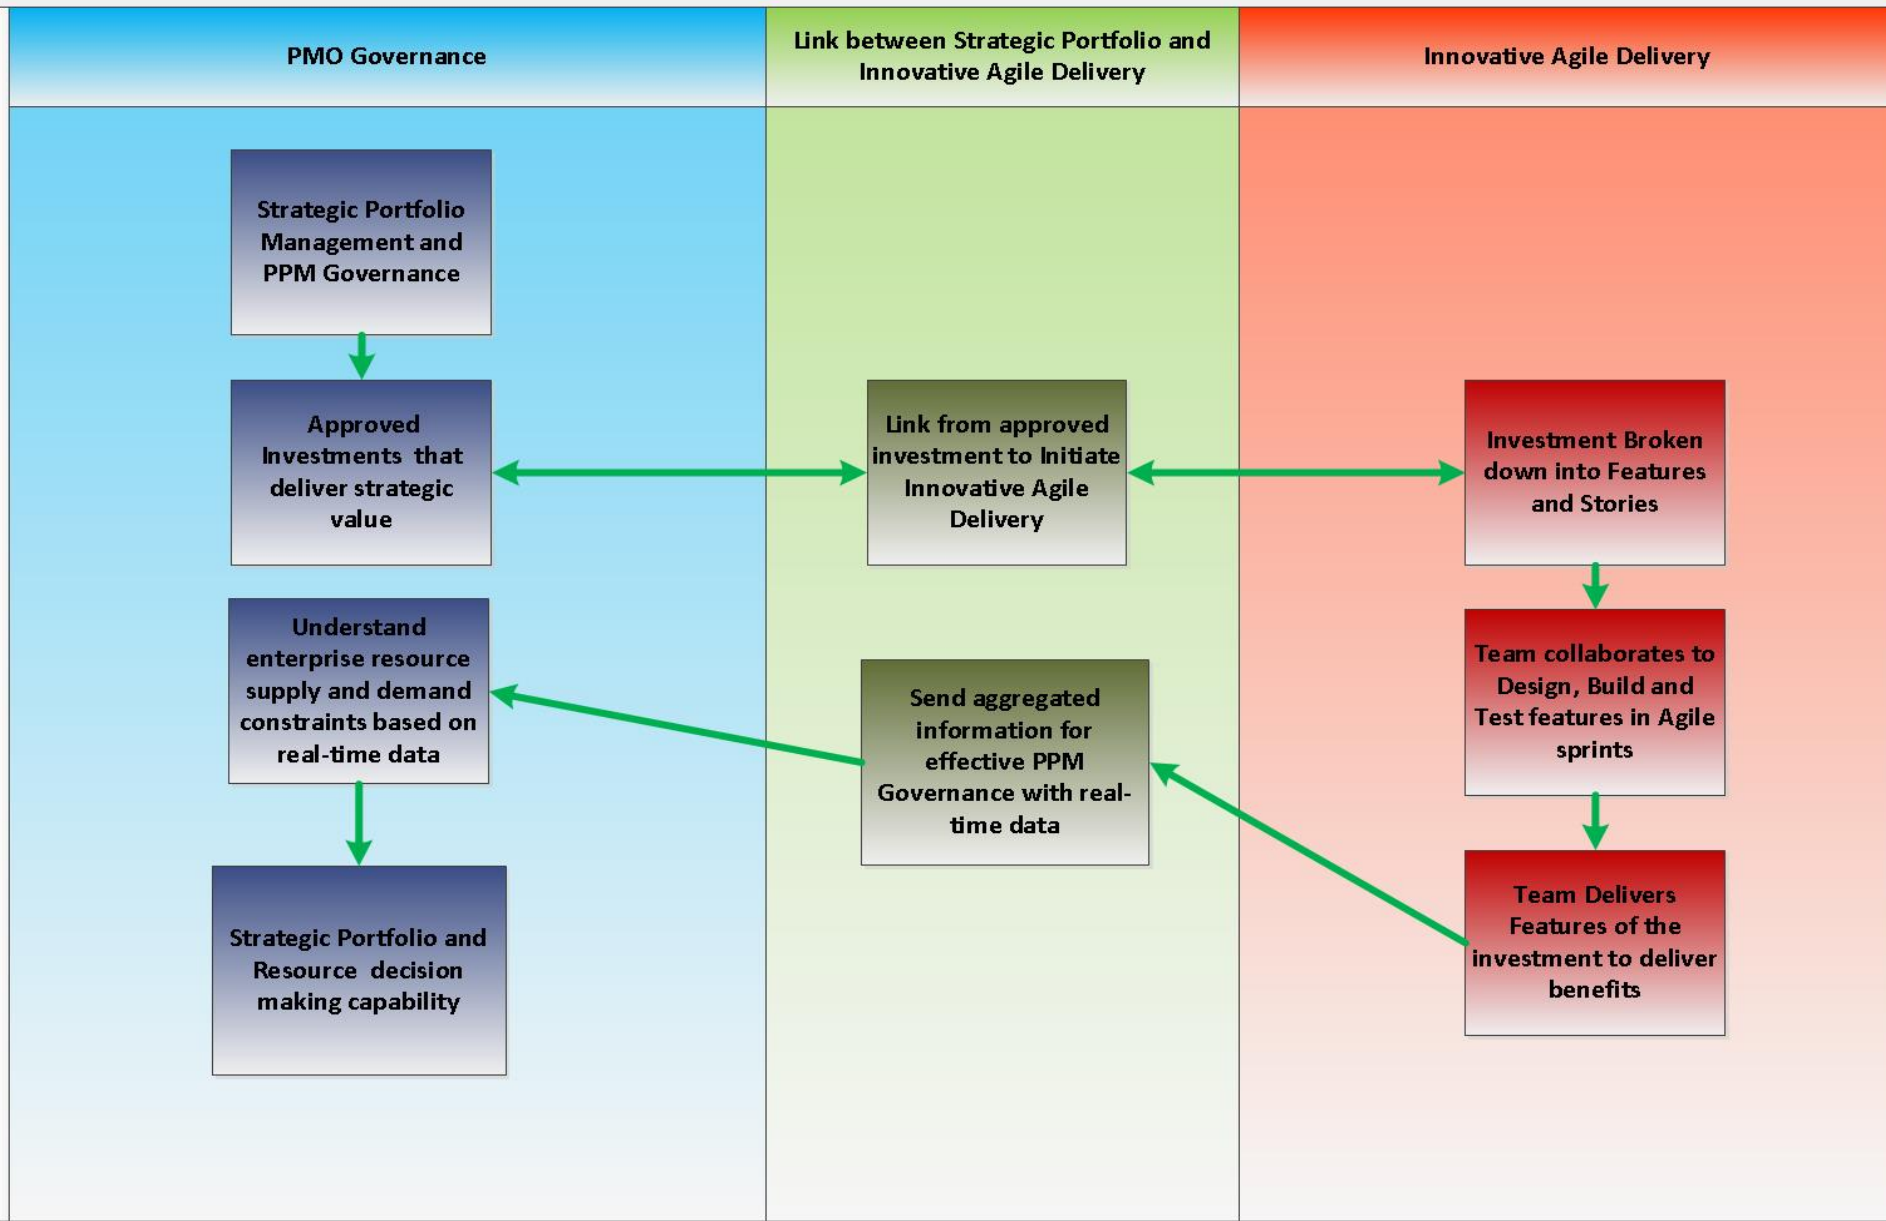 PMO Governance
Link between Strategic Portfolio and
Innovative Agile Delivery
Innovative Agile Delivery
Strategic Portfolio
Management and
PPM Governance
Approved
Investments that
deliver strategic
value
Link from approved
investment to Initiate
Innovative Agile
Delivery
Investment Broken
down into Features
and Stories
Understand
enterprise resource
supply and demand
constraints based on
real-time data
Send aggregated
information for
effective PPM
Governance with real-
time data
Team collaborates to
Design, Build and
Test features in Agile
sprints
Strategic Portfolio and
Resource decision
making capability
Team Delivers
Features of the
investment to deliver
benefits